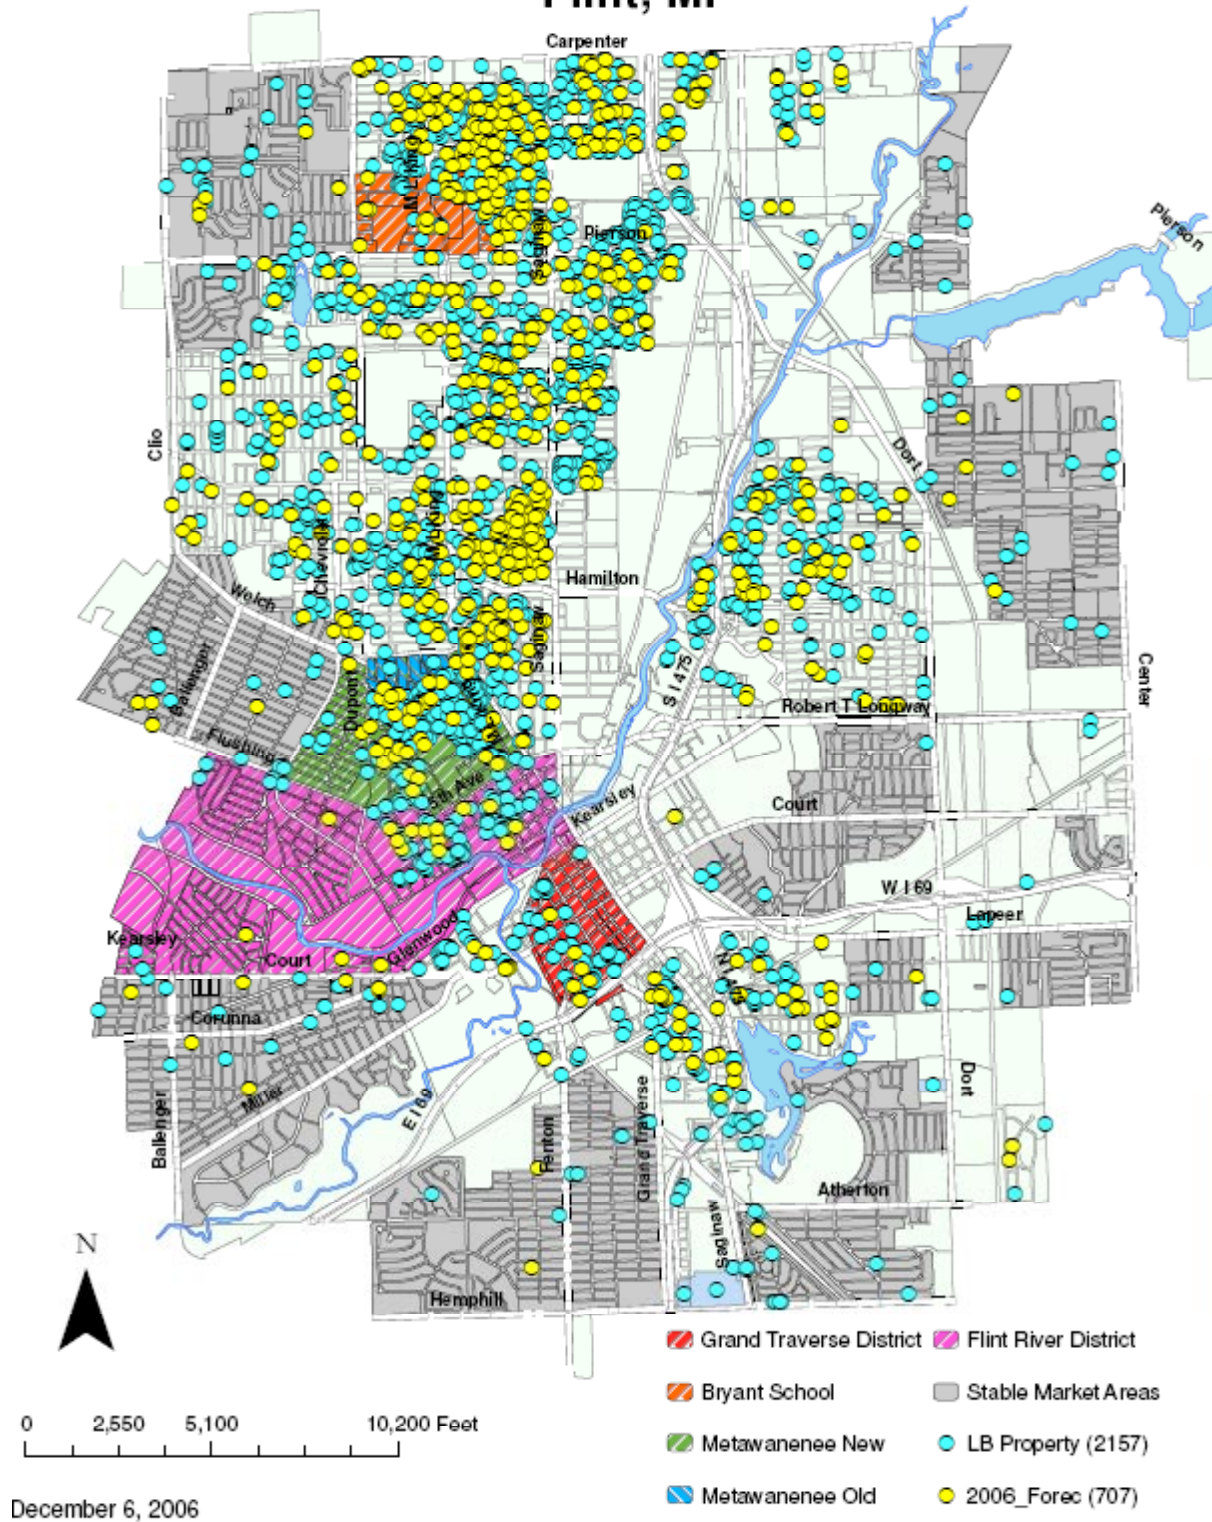 Flint, MI
Carpenter
M L King
Saginaw
Pierson
Pierson
Clio
Dort
Chevrolet
M L King
Hamilton
Welch
Saginaw
Ballenger
Dupont
S I 475
Center
Robert T Longway
Flushing
5th Ave
Kearsley
Court
W I 69
Lapeer
Kearsley
Glenwood
Court
N I 475
Corunna
Miller
E I 69
Ballenger
Fenton
Grand Traverse
Dort
Atherton
Saginaw
N
Hemphill
Grand Traverse District
Flint River District
Bryant School
Stable Market Areas
0 2,550 5,100 10,200 Feet
Metawanenee New
LB Property (2157)
Metawanenee Old
2006_Forec (707)
December 6, 2006